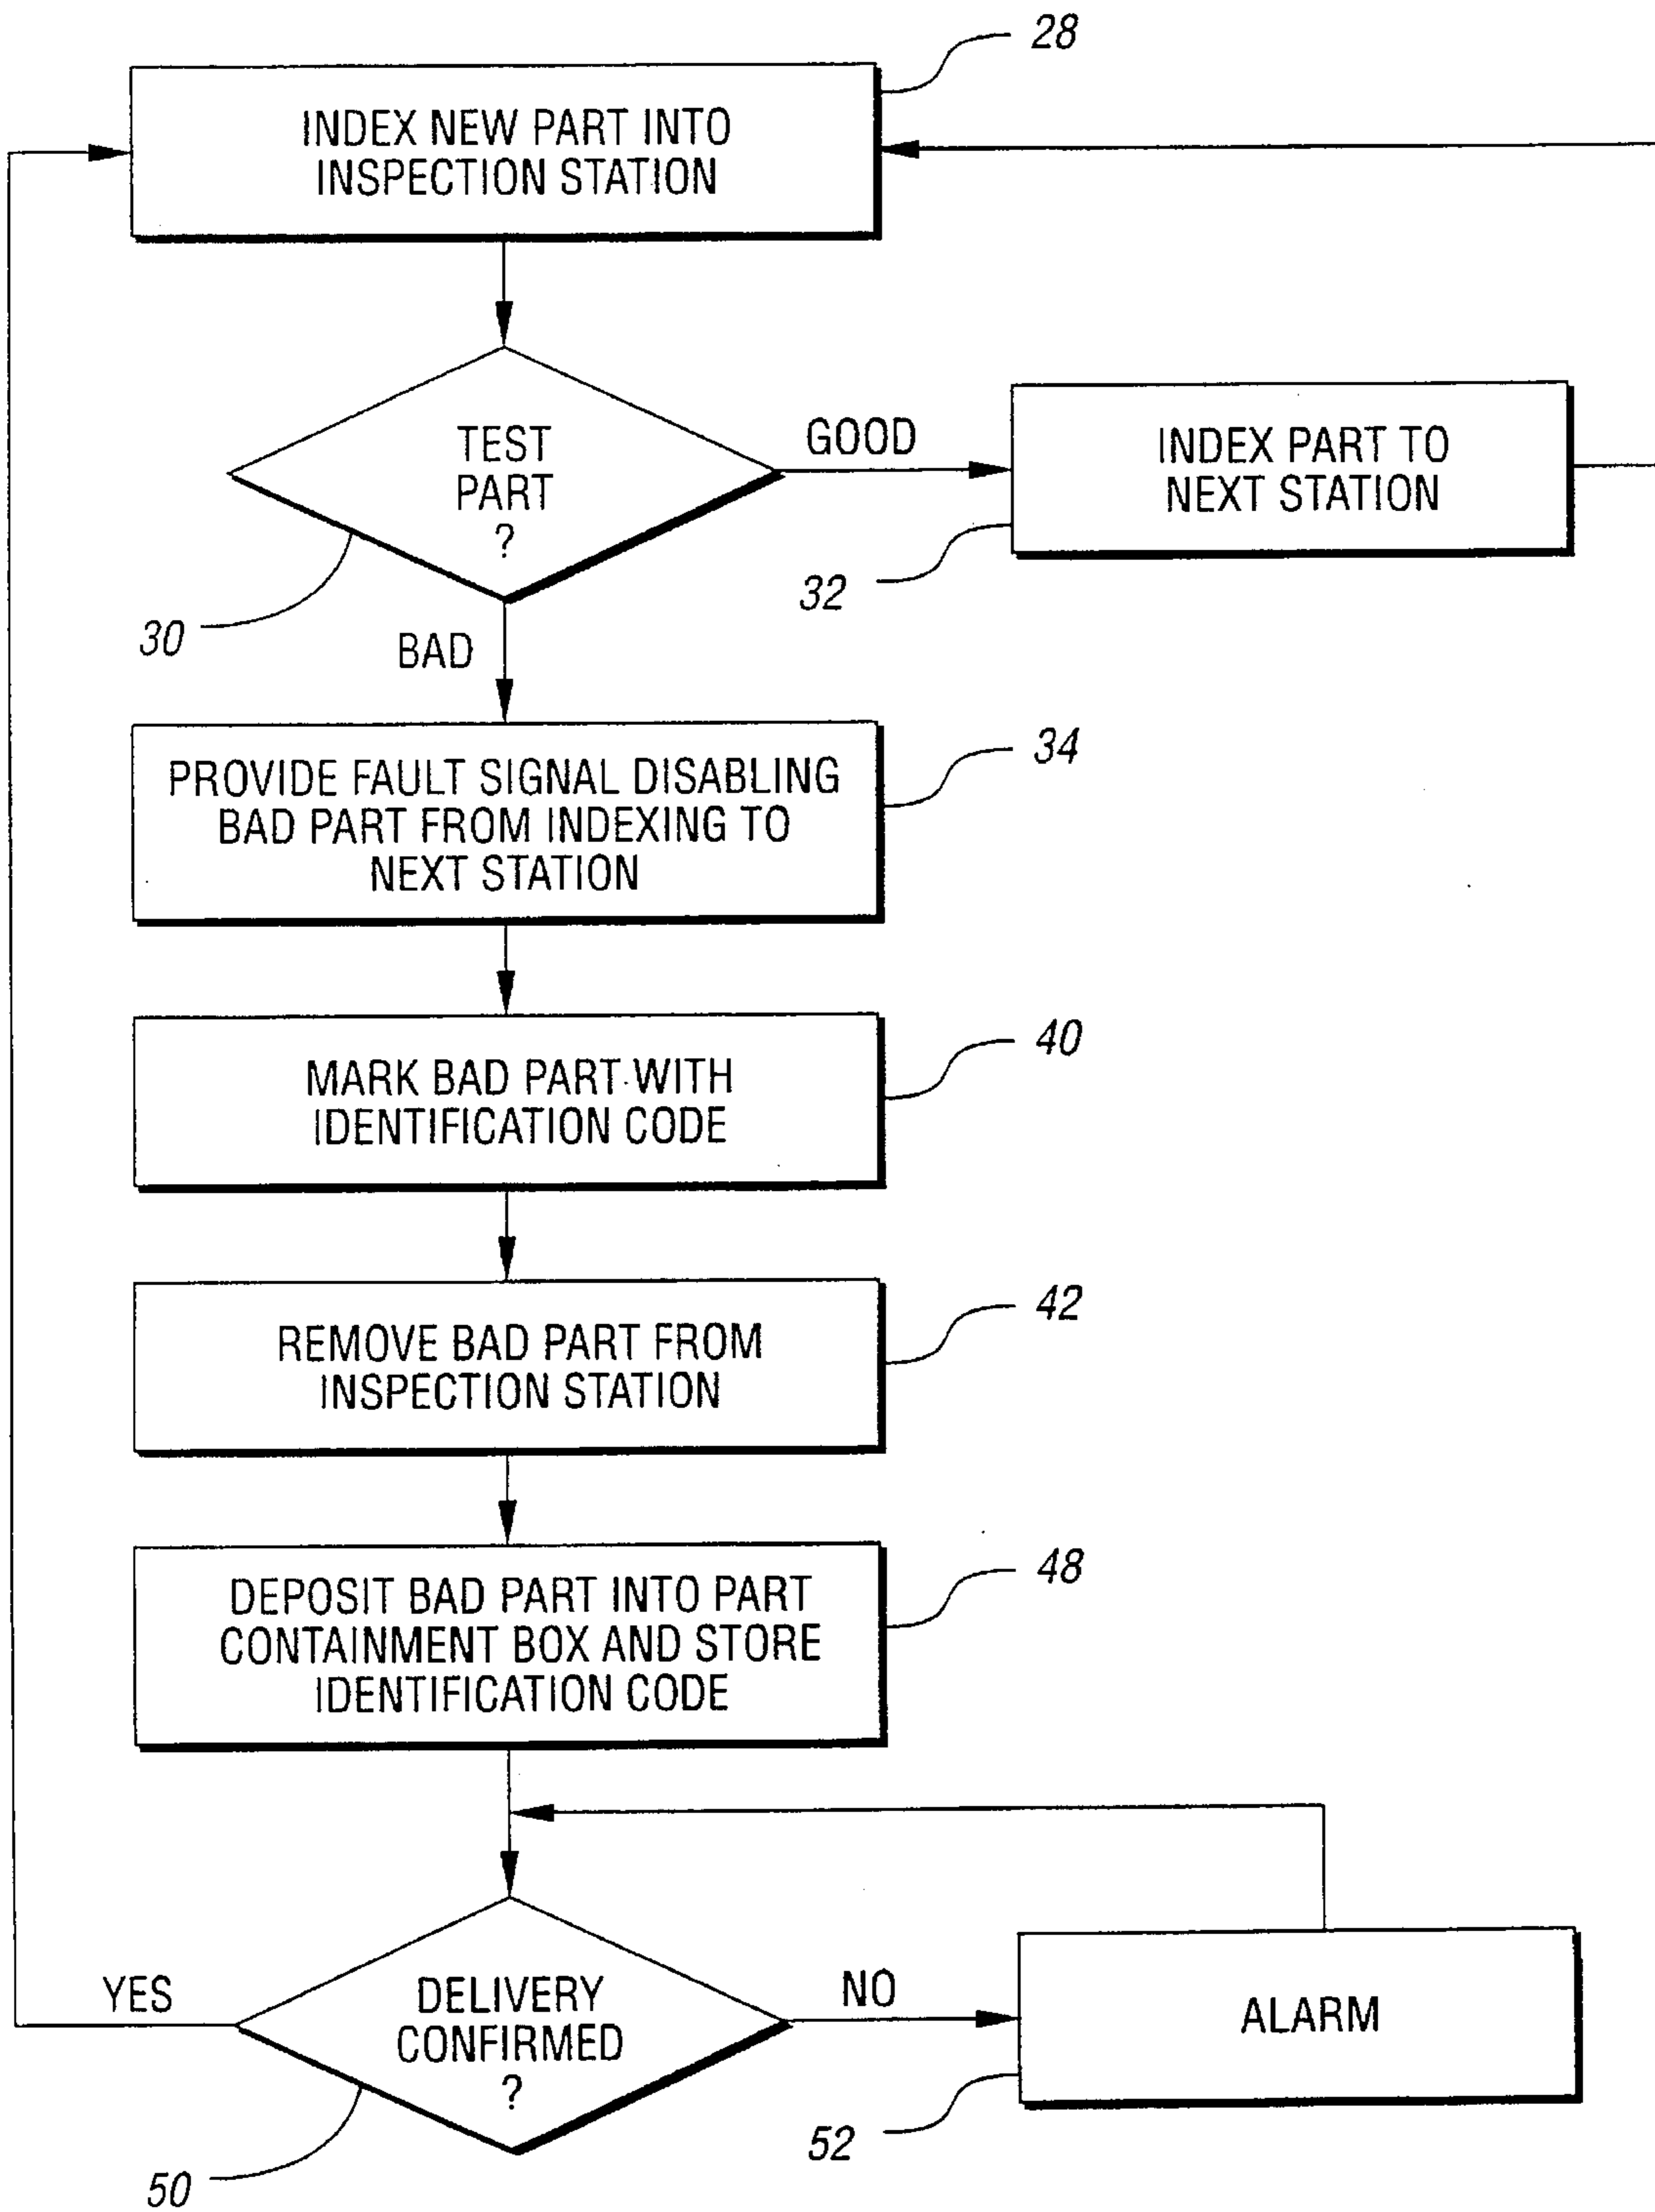 28
INDEX NEW PART INTO
INSPECTION STATION
TEST
PART
?
GOOD
INDEX PART TO
NEXT STATION
32
30
BAD
PROVIDE FAULT SIGNAL DISABLING
BAD PART FROM INDEXING TO
NEXT STATION
34
MARK BAD PART WITH
IDENTIFICATION CODE
40
REMOVE BAD PART FROM
INSPECTION STATION
42
DEPOSIT BAD PART INTO PART
CONTAINMENT BOX AND STORE
IDENTIFICATION CODE
48
YES
DELIVERY
CONFIRMED
?
NO
ALARM
52
50